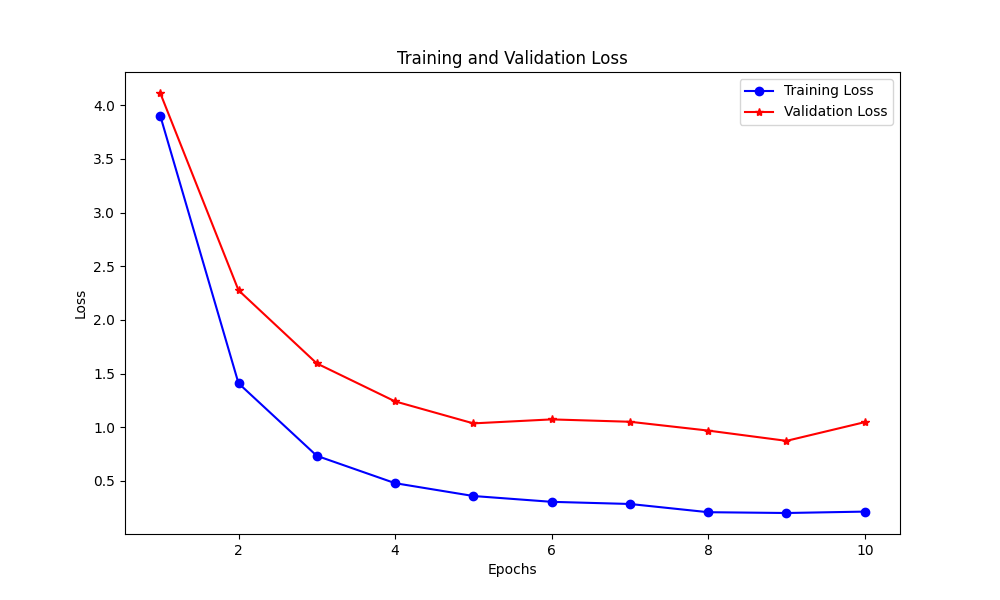 Training and Validation Loss
Training Loss
Validation Loss
4.0
3.5
3.0
2.5
2.0
1.5
1.0
0.5
Loss
2 4 6 8 10
Epochs